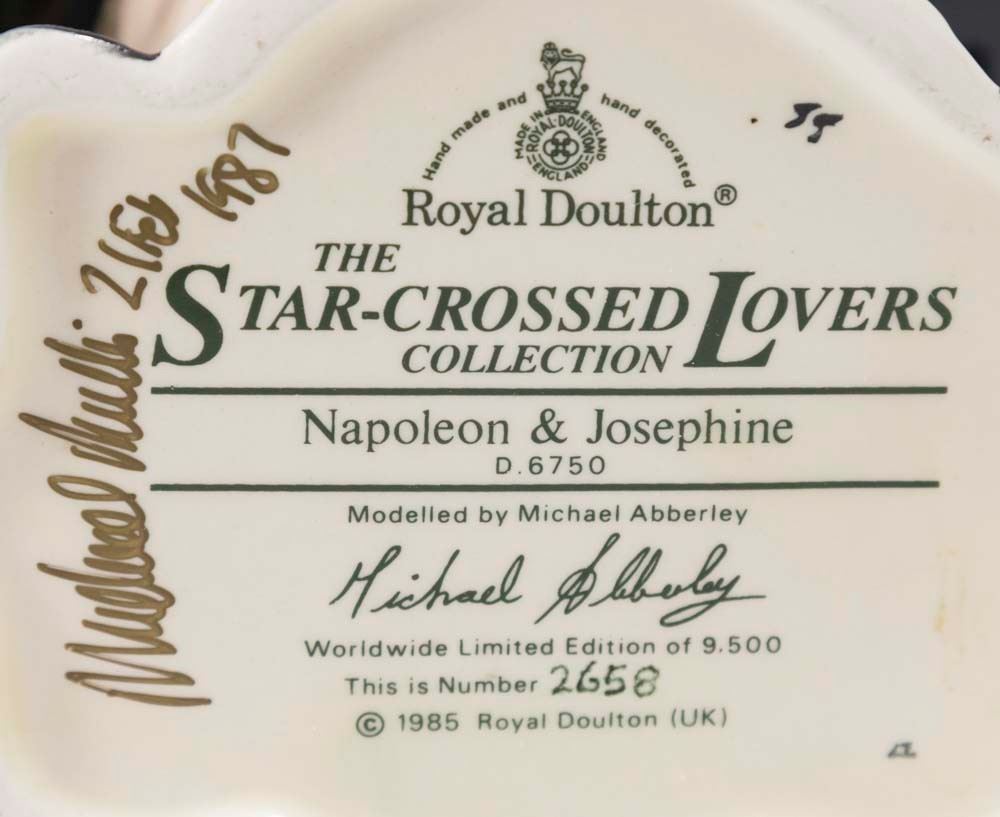 Hand made and hand decorated
MADE IN ENGLAND
ROYAL·DOULTON
ENGLAND
Royal Doulton®
THE
STAR-CROSSED LOVERS
COLLECTION
Napoleon & Josephine
D.6750
Modelled by Michael Abberley
Michael Abberley
Worldwide Limited Edition of 9.500
This is Number 2658
© 1985 Royal Doulton (UK)
Michael
1987